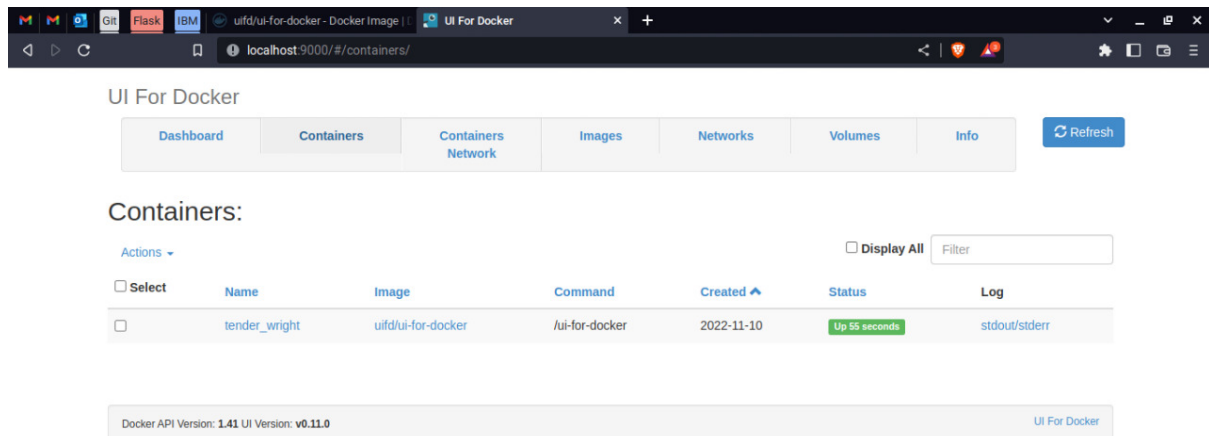 Git Flask IBM uifd/ui-for-docker - Docker Image | UI For Docker
localhost:9000/#/containers/
UI For Docker
Dashboard Containers Containers Network Images Networks Volumes Info Refresh
Containers:
Actions Display All Filter
Select Name Image Command Created Status Log
tender_wright uifd/ui-for-docker /ui-for-docker 2022-11-10 Up 55 seconds stdout/stderr
Docker API Version: 1.41 UI Version: v0.11.0 UI For Docker